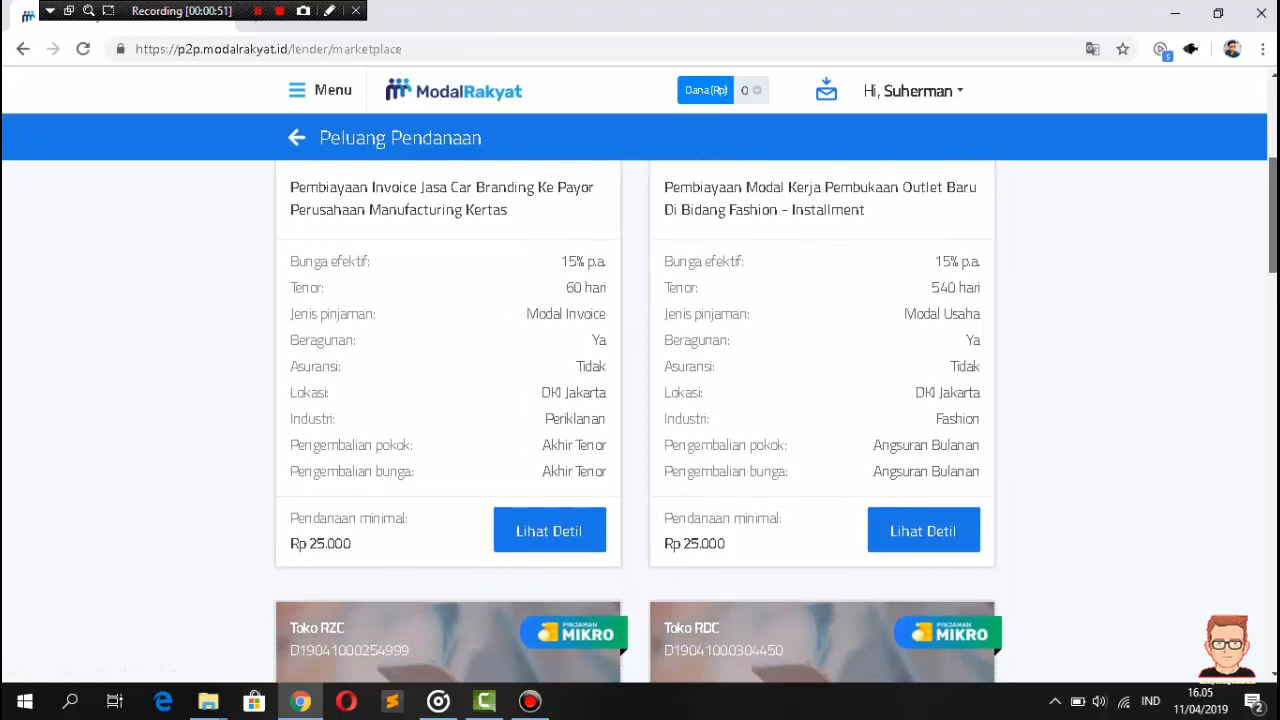 Recording [00:00:51]
https://p2p.modalrakyat.id/lender/marketplace
5
Menu
ModalRakyat
Dana(Rp) 0
Hi, Suherman
Peluang Pendanaan
Pembiayaan Invoice Jasa Car Branding Ke Payor
Perusahaan Manufacturing Kertas
Bunga efektif: 15% p.a.
Tenor: 60 hari
Jenis pinjaman: Modal Invoice
Beragunan: Ya
Asuransi: Tidak
Lokasi: DKI Jakarta
Industri: Periklanan
Pengembalian pokok: Akhir Tenor
Pengembalian bunga: Akhir Tenor
Pendanaan minimal:
Rp 25.000
Lihat Detil
Pembiayaan Modal Kerja Pembukaan Outlet Baru
Di Bidang Fashion - Installment
Bunga efektif: 15% p.a.
Tenor: 540 hari
Jenis pinjaman: Modal Usaha
Beragunan: Ya
Asuransi: Tidak
Lokasi: DKI Jakarta
Industri: Fashion
Pengembalian pokok: Angsuran Bulanan
Pengembalian bunga: Angsuran Bulanan
Pendanaan minimal:
Rp 25.000
Lihat Detil
Toko RZC
D19041000254999
PINJAMAN
MIKRO
Toko RDC
D19041000304450
PINJAMAN
MIKRO
IND
16.05
11/04/2019
2